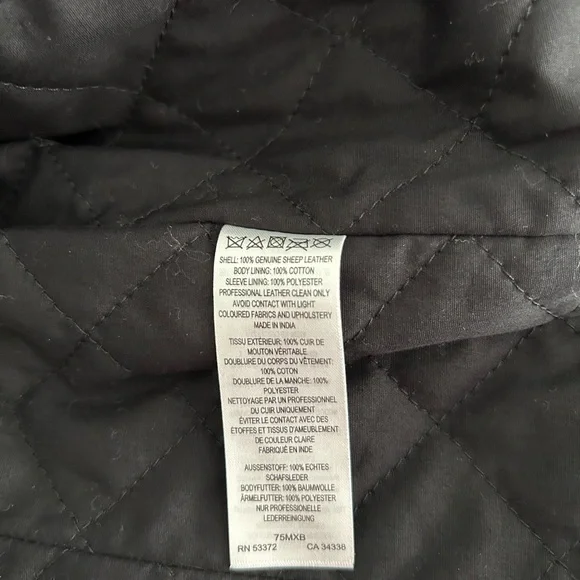 SHELL: 100% GENUINE SHEEP LEATHER
BODY LINING: 100% COTTON
SLEEVE LINING: 100% POLYESTER
PROFESSIONAL LEATHER CLEAN ONLY
AVOID CONTACT WITH LIGHT
COLOURED FABRICS AND UPHOLSTERY
MADE IN INDIA
TISSU EXTÉRIEUR: 100% CUIR DE
MOUTON VÉRITABLE.
DOUBLURE DU CORPS DU VÊTEMENT:
100% COTON
DOUBLURE DE LA MANCHE: 100%
POLYESTER
NETTOYAGE PAR UN PROFESSIONNEL
DU CUIR UNIQUEMENT
ÉVITER LE CONTACT AVEC DES
ÉTOFFES ET TISSUS D'AMEUBLEMENT
DE COULEUR CLAIRE
FABRIQUÉ EN INDE
AUSSENSTOFF: 100% ECHTES
SCHAFSLEDER
BODYFUTTER: 100% BAUMWOLLE
ÄRMELFUTTER: 100% POLYESTER
NUR PROFESSIONELLE
LEDERREINIGUNG
75MXB
RN 53372 CA 34338